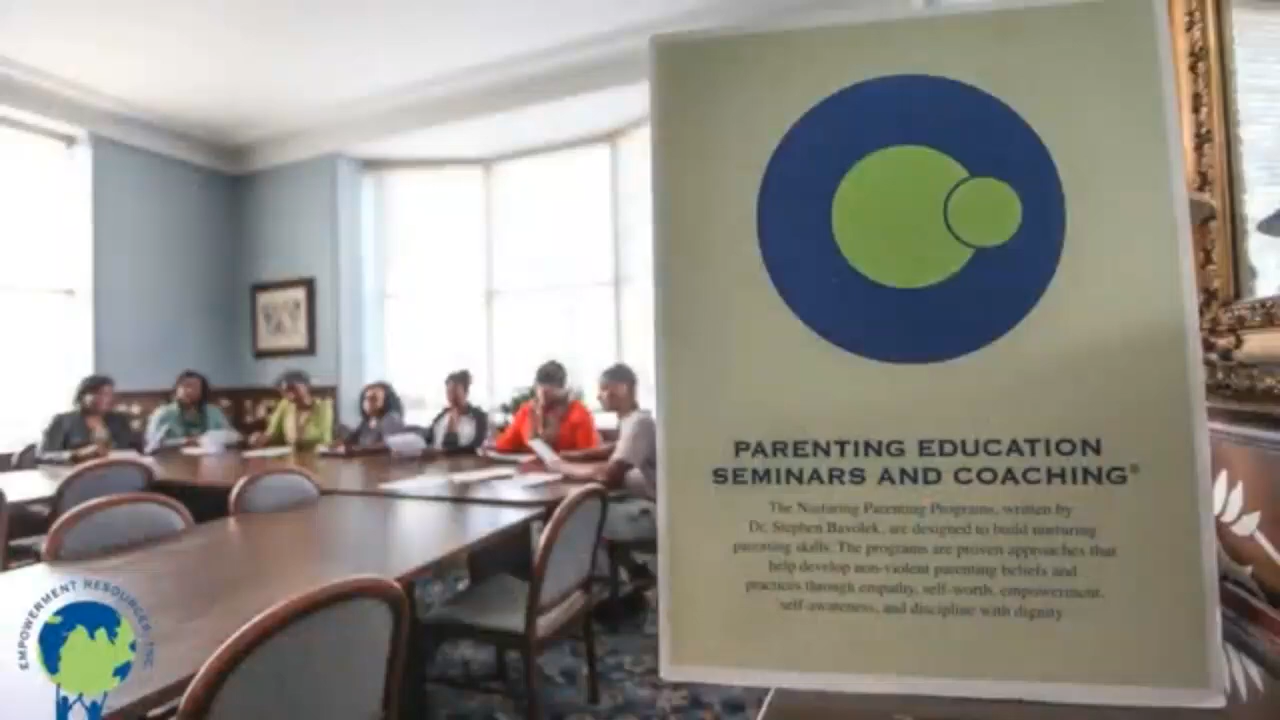 PARENTING EDUCATION
SEMINARS AND COACHING®
The Nurturing Parenting Programs, written by
Dr. Stephen Bavolek, are designed to build nurturing
parenting skills. The programs are proven approaches that
help develop non-violent parenting beliefs and
practices through empathy, self-worth, empowerment,
self-awareness, and discipline with dignity
EMPOWERMENT RESOURCES, INC